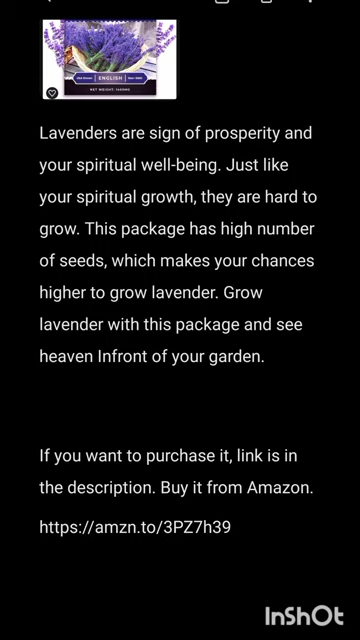 ENGLISH
NET WEIGHT: 1600MG
Lavenders are sign of prosperity and
your spiritual well-being. Just like
your spiritual growth, they are hard to
grow. This package has high number
of seeds, which makes your chances
higher to grow lavender. Grow
lavender with this package and see
heaven Infront of your garden.
If you want to purchase it, link is in
the description. Buy it from Amazon.
https://amzn.to/3PZ7h39
InShOt